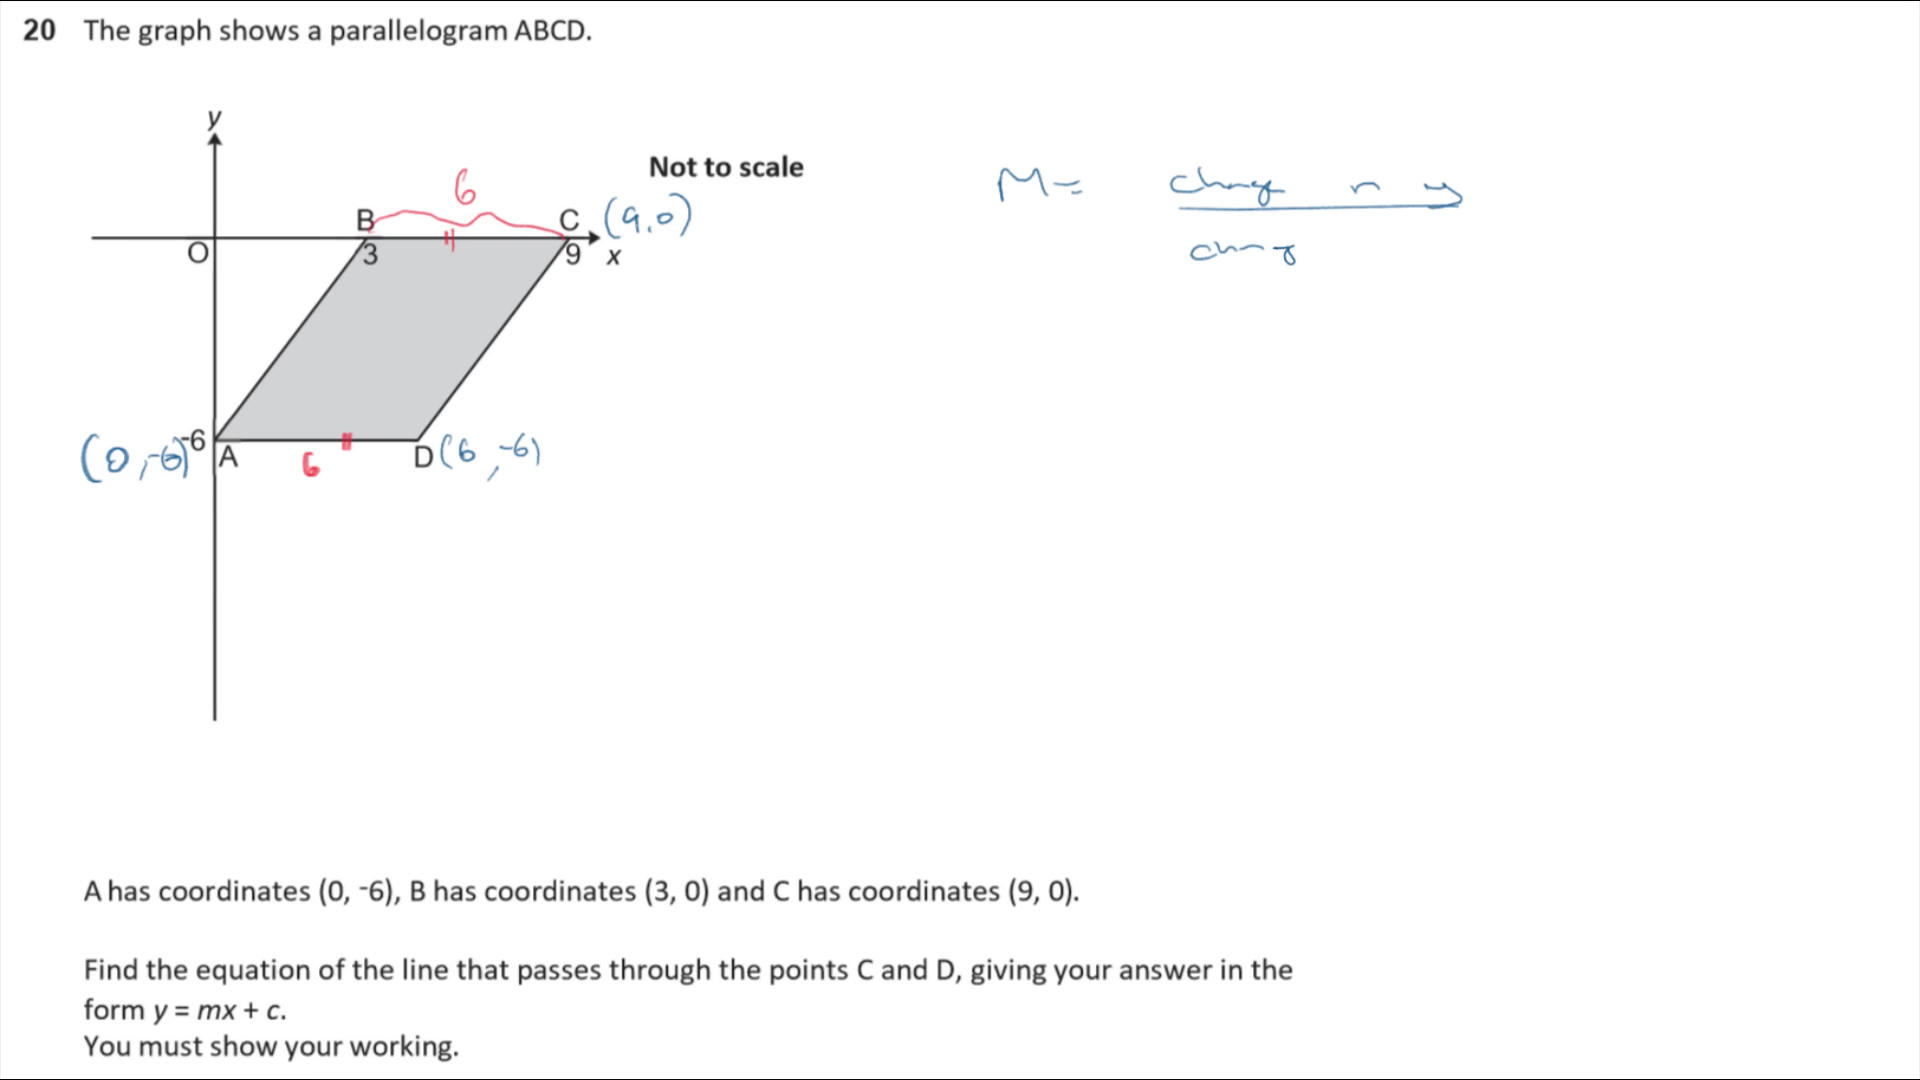 20 The graph shows a parallelogram ABCD.
y
Not to scale
6
M = change in y
B
C (9,0)
O
3
9
x
chang
(0,-6)
-6
A
6
D (6,-6)
A has coordinates (0, -6), B has coordinates (3, 0) and C has coordinates (9, 0).
Find the equation of the line that passes through the points C and D, giving your answer in the
form y = mx + c.
You must show your working.